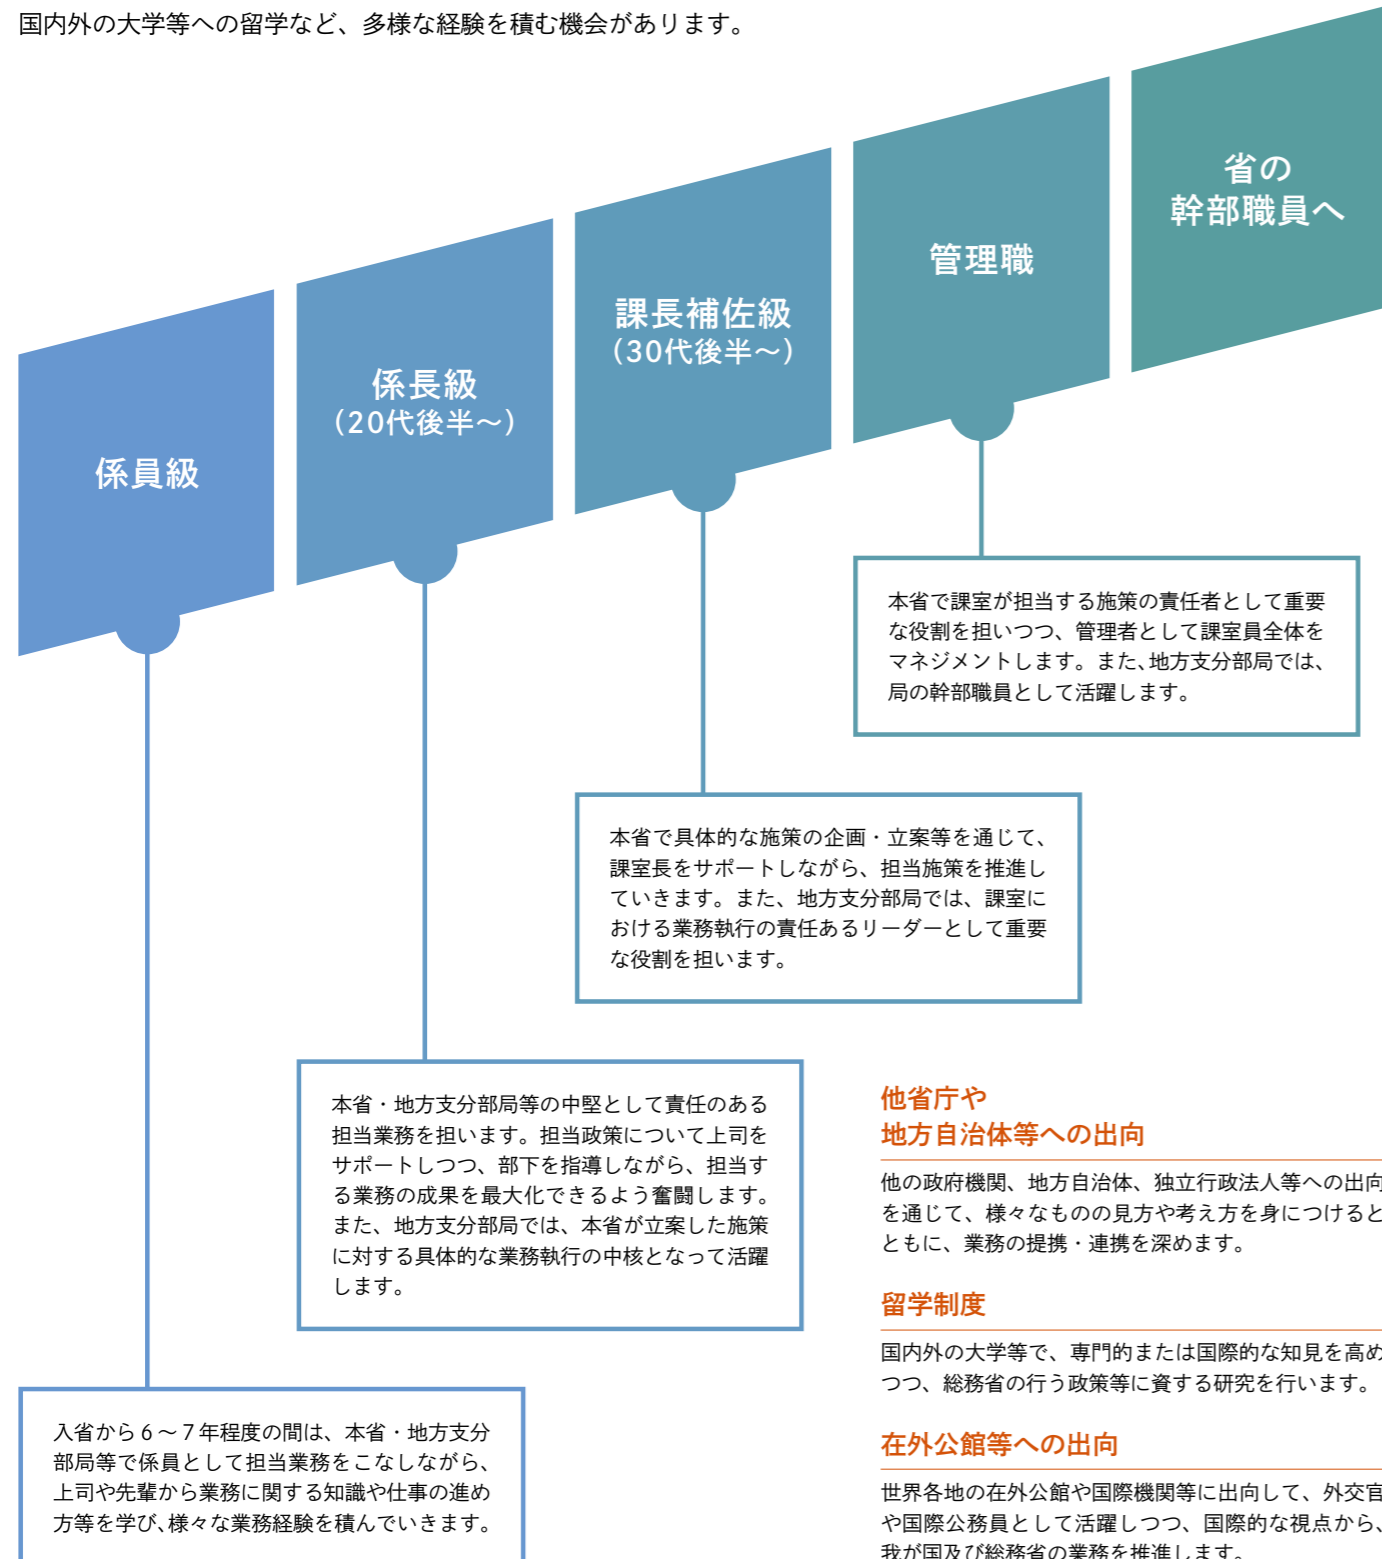 国内外の大学等への留学など、多様な経験を積む機会があります。
係員級
係長級
（20代後半～）
課長補佐級
（30代後半～）
管理職
省の
幹部職員へ
本省で課室が担当する施策の責任者として重要
な役割を担いつつ、管理者として課室員全体を
マネジメントします。また、地方支分部局では、
局の幹部職員として活躍します。
本省で具体的な施策の企画・立案等を通じて、
課室長をサポートしながら、担当施策を推進し
ていきます。また、地方支分部局では、課室に
おける業務執行の責任あるリーダーとして重要
な役割を担います。
本省・地方支分部局等の中堅として責任のある
担当業務を担います。担当政策について上司を
サポートしつつ、部下を指導しながら、担当す
る業務の成果を最大化できるよう奮闘します。
また、地方支分部局では、本省が立案した施策
に対する具体的な業務執行の中核となって活躍
します。
入省から6～7年程度の間は、本省・地方支分
部局等で係員として担当業務をこなしながら、
上司や先輩から業務に関する知識や仕事の進め
方等を学び、様々な業務経験を積んでいきます。
他省庁や
地方自治体等への出向
他の政府機関、地方自治体、独立行政法人等への出向
を通じて、様々なものの見方や考え方を身につけると
ともに、業務の提携・連携を深めます。
留学制度
国内外の大学等で、専門的または国際的な知見を高め
つつ、総務省の行う政策等に資する研究を行います。
在外公館等への出向
世界各地の在外公館や国際機関等に出向して、外交官
や国際公務員として活躍しつつ、国際的な視点から、
我が国及び総務省の業務を推進します。